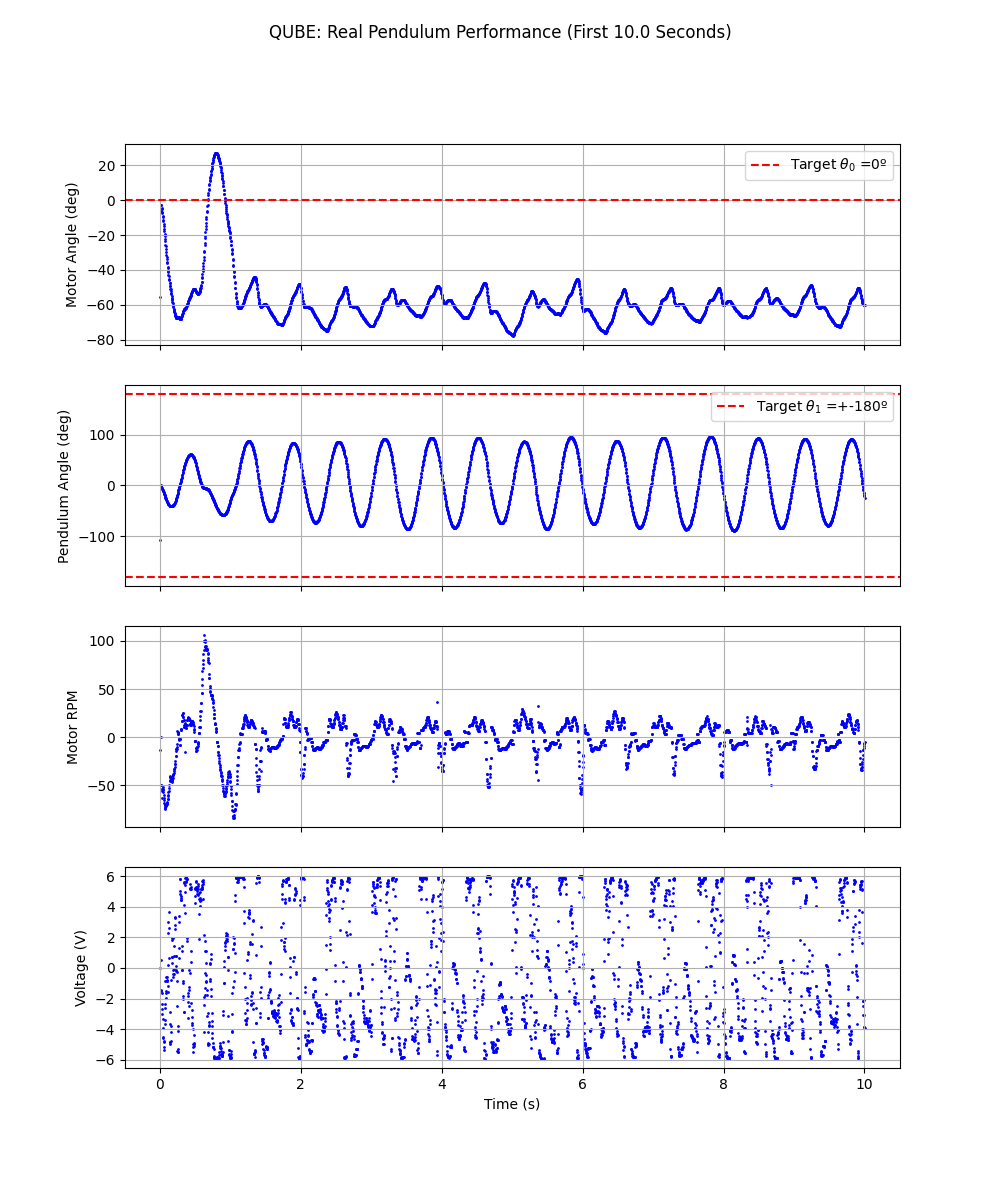 QUBE: Real Pendulum Performance (First 10.0 Seconds)
Motor Angle (deg)
20
0
−20
−40
−60
−80
Target θ₀ =0º
Pendulum Angle (deg)
100
0
−100
Target θ₁ =+-180º
Motor RPM
100
50
0
−50
Voltage (V)
6
4
2
0
−2
−4
−6
0 2 4 6 8 10
Time (s)